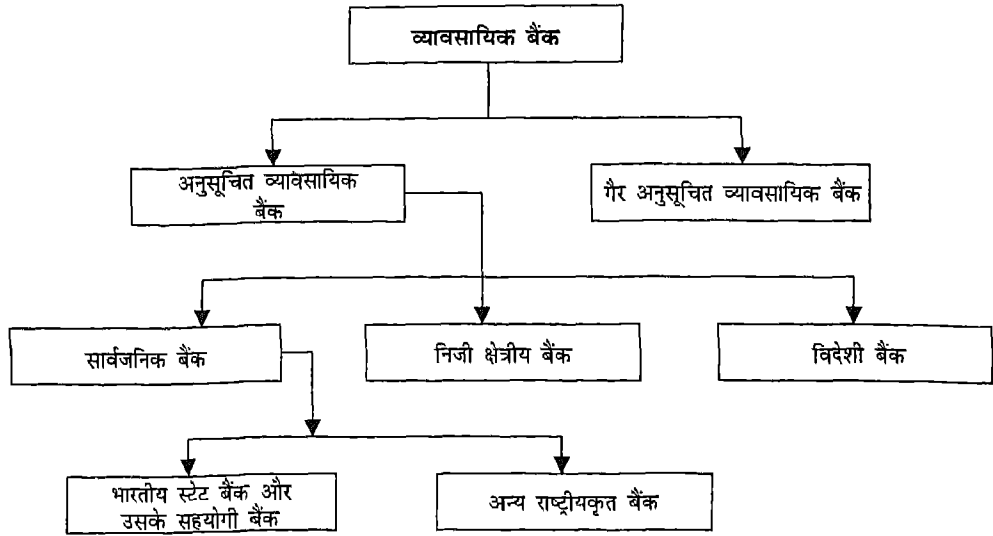 व्यावसायिक बैंक
अनुसूचित व्यावसायिक
बैंक
गैर अनुसूचित व्यावसायिक बैंक
सार्वजनिक बैंक
निजी क्षेत्रीय बैंक
विदेशी बैंक
भारतीय स्टेट बैंक और
उसके सहयोगी बैंक
अन्य राष्ट्रीयकृत बैंक